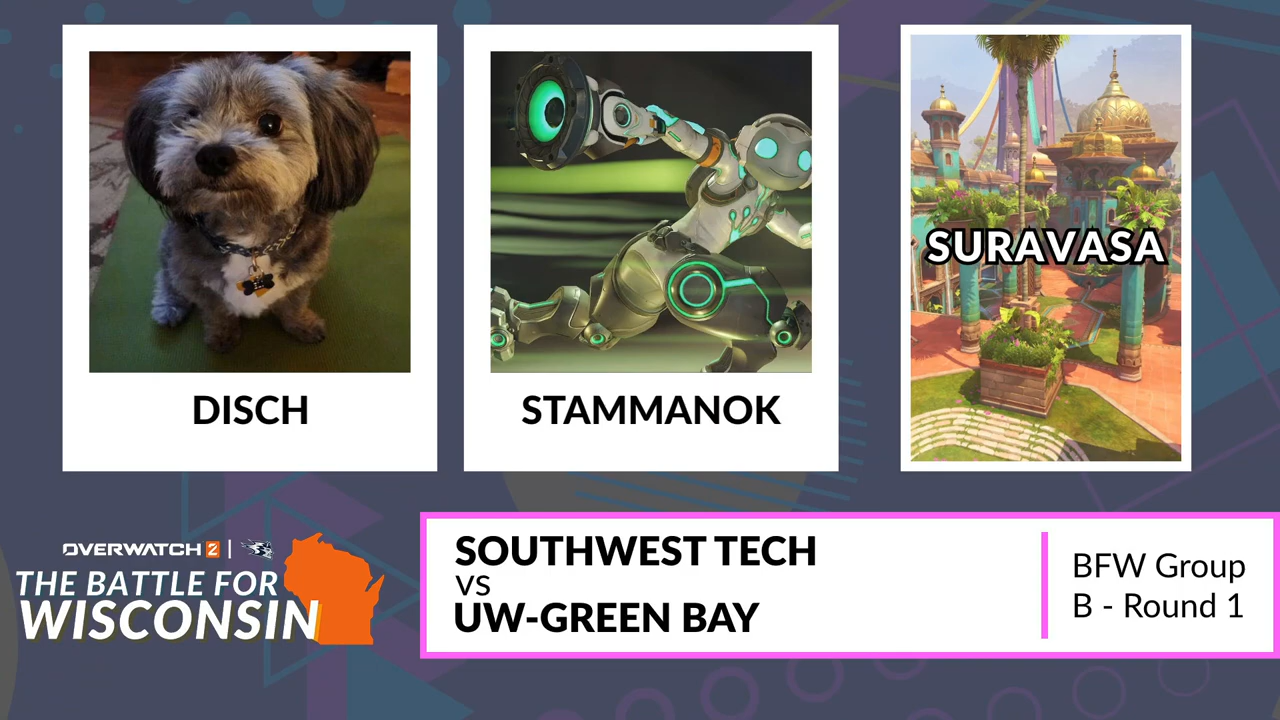 DISCH
STAMMANOK
SURAVASA
OVERWATCH 2 |
THE BATTLE FOR
WISCONSIN
SOUTHWEST TECH
VS
UW-GREEN BAY
BFW Group
B - Round 1